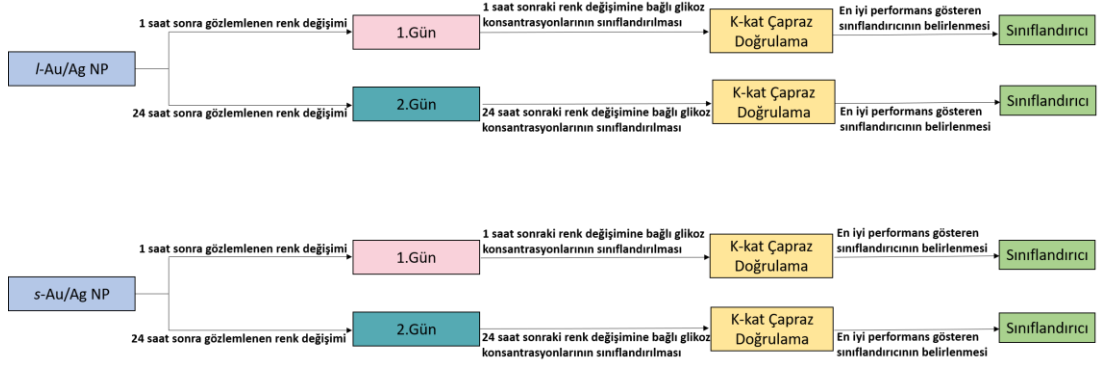 1 saat sonra gözlemlenen renk değişimi
1.Gün
1 saat sonraki renk değişimine bağlı glikoz
konsantrasyonlarının sınıflandırılması
K-kat Çapraz
Doğrulama
En iyi performans gösteren
sınıflandırıcının belirlenmesi
Sınıflandırıcı
l-Au/Ag NP
24 saat sonra gözlemlenen renk değişimi
2.Gün
24 saat sonraki renk değişimine bağlı glikoz
konsantrasyonlarının sınıflandırılması
K-kat Çapraz
Doğrulama
En iyi performans gösteren
sınıflandırıcının belirlenmesi
Sınıflandırıcı
1 saat sonra gözlemlenen renk değişimi
1.Gün
1 saat sonraki renk değişimine bağlı glikoz
konsantrasyonlarının sınıflandırılması
K-kat Çapraz
Doğrulama
En iyi performans gösteren
sınıflandırıcının belirlenmesi
Sınıflandırıcı
s-Au/Ag NP
24 saat sonra gözlemlenen renk değişimi
2.Gün
24 saat sonraki renk değişimine bağlı glikoz
konsantrasyonlarının sınıflandırılması
K-kat Çapraz
Doğrulama
En iyi performans gösteren
sınıflandırıcının belirlenmesi
Sınıflandırıcı